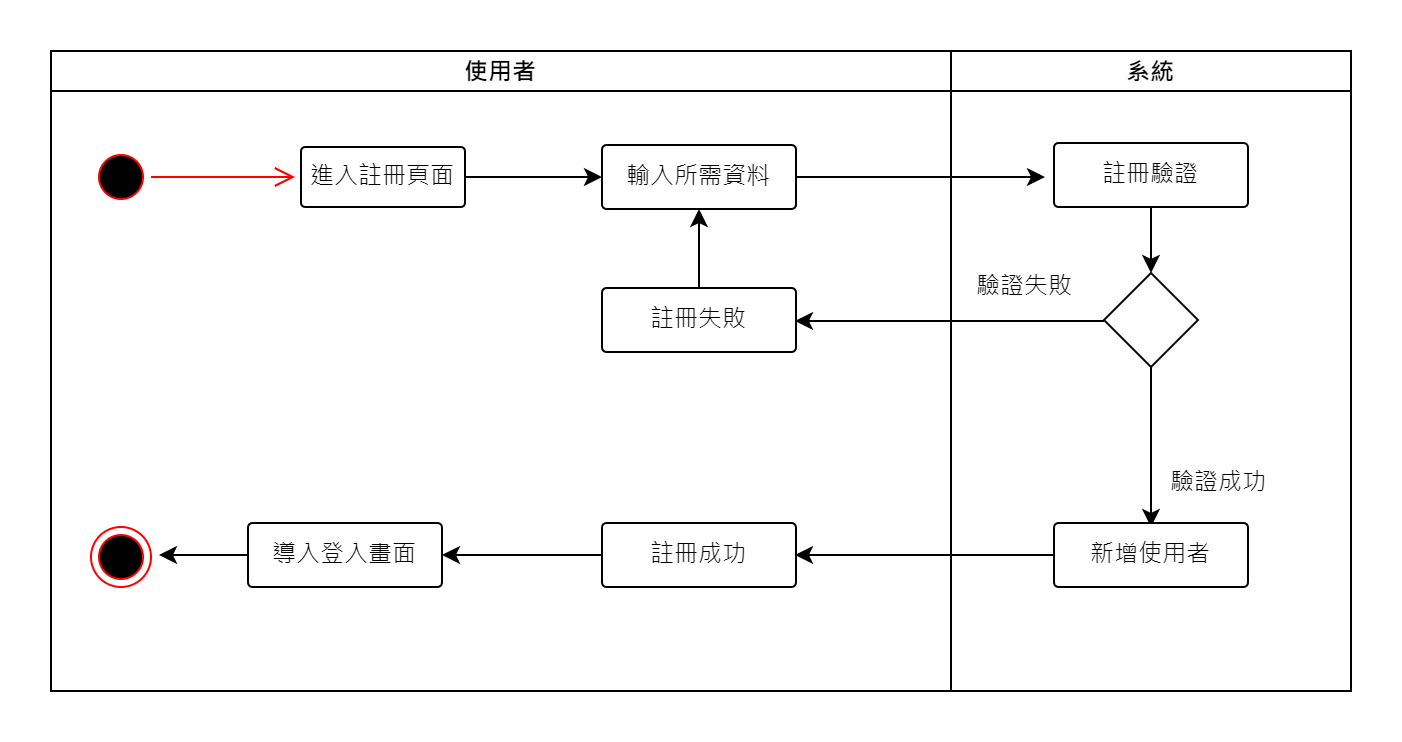 使用者
系統
進入註冊頁面
輸入所需資料
註冊驗證
驗證失敗
註冊失敗
驗證成功
導入登入畫面
註冊成功
新增使用者